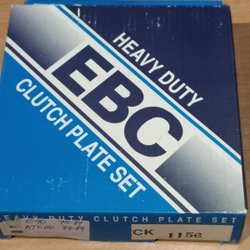 HEAVY DUTY
EBC
CLUTCH PLATE SET
HEAVY DUTY CLUTCH PLATE SET
CK 1156